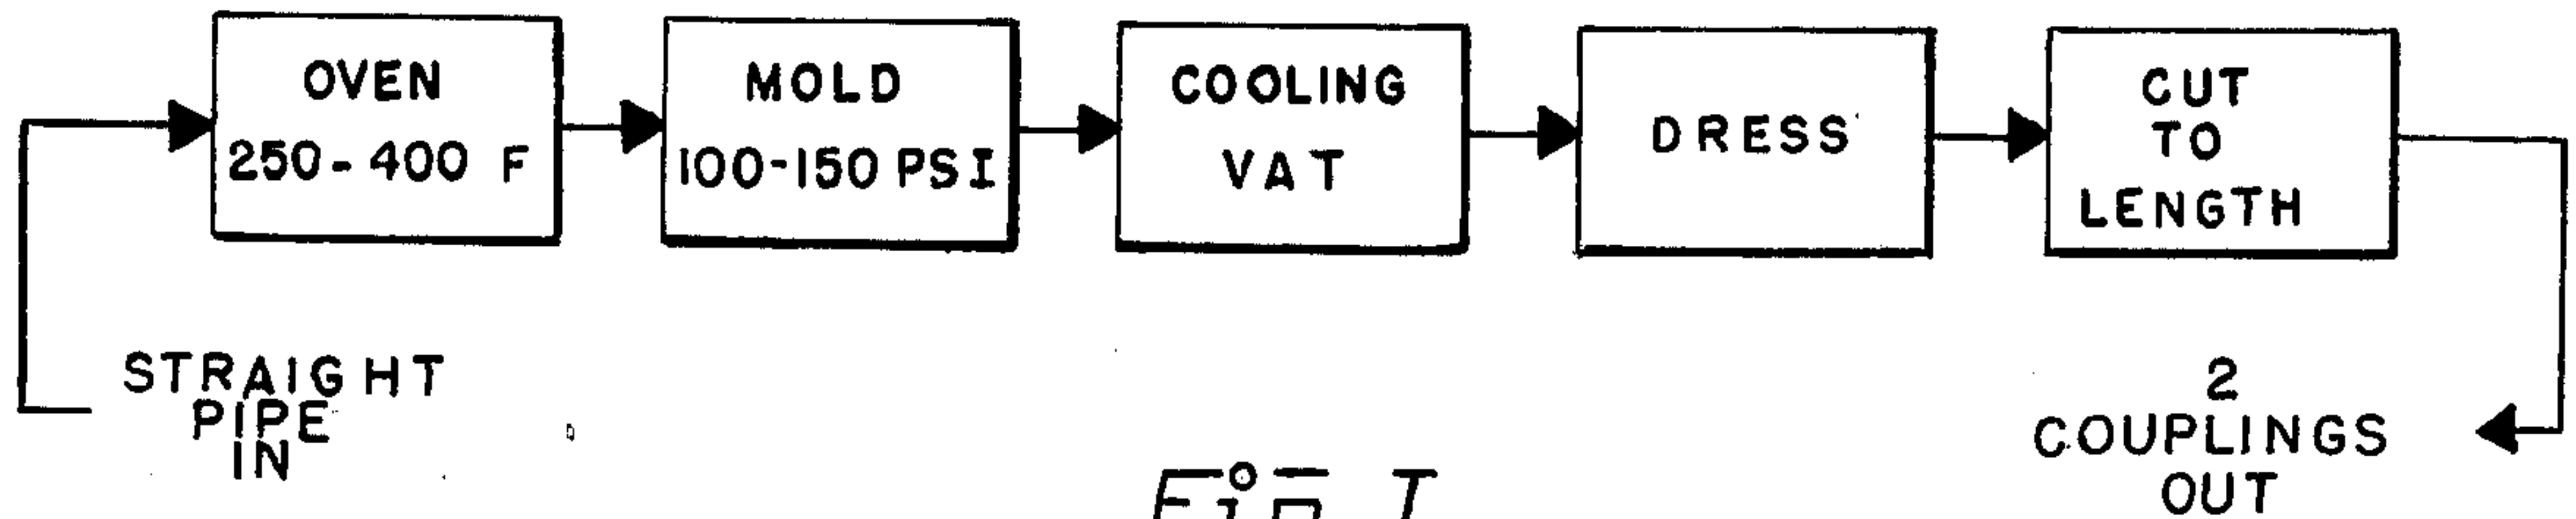 OVEN
250-400 F
MOLD
100-150 PSI
COOLING
VAT
DRESS
CUT
TO
LENGTH
STRAIGHT
PIPE
IN
2
COUPLINGS
OUT